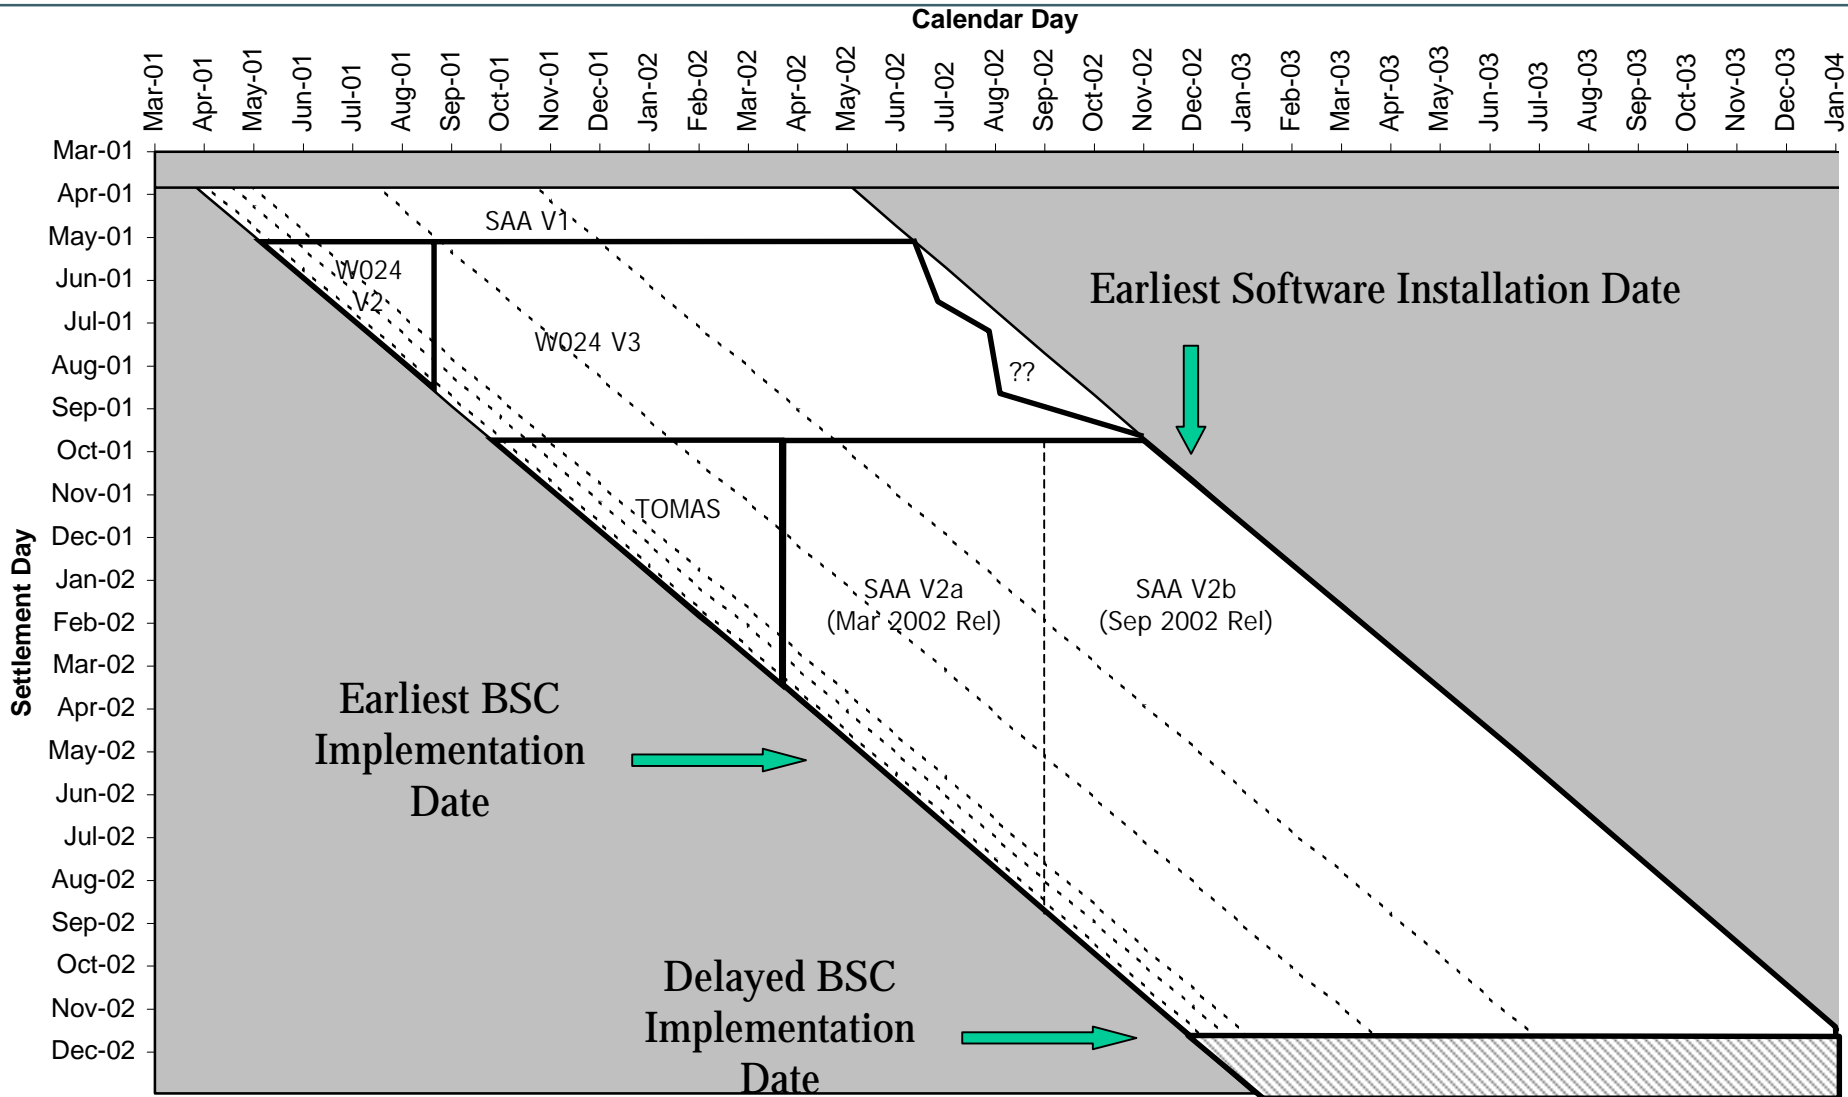 Calendar Day
Mar-01 Apr-01 May-01 Jun-01 Jul-01 Aug-01 Sep-01 Oct-01 Nov-01 Dec-01 Jan-02 Feb-02 Mar-02 Apr-02 May-02 Jun-02 Jul-02 Aug-02 Sep-02 Oct-02 Nov-02 Dec-02 Jan-03 Feb-03 Mar-03 Apr-03 May-03 Jun-03 Jul-03 Aug-03 Sep-03 Oct-03 Nov-03 Dec-03 Jan-04
Settlement Day
Mar-01
Apr-01
May-01
Jun-01
Jul-01
Aug-01
Sep-01
Oct-01
Nov-01
Dec-01
Jan-02
Feb-02
Mar-02
Apr-02
May-02
Jun-02
Jul-02
Aug-02
Sep-02
Oct-02
Nov-02
Dec-02
SAA V1
W024
V2
W024 V3
??
Earliest Software Installation Date
TOMAS
SAA V2a
(Mar 2002 Rel)
SAA V2b
(Sep 2002 Rel)
Earliest BSC
Implementation
Date
Delayed BSC
Implementation
Date